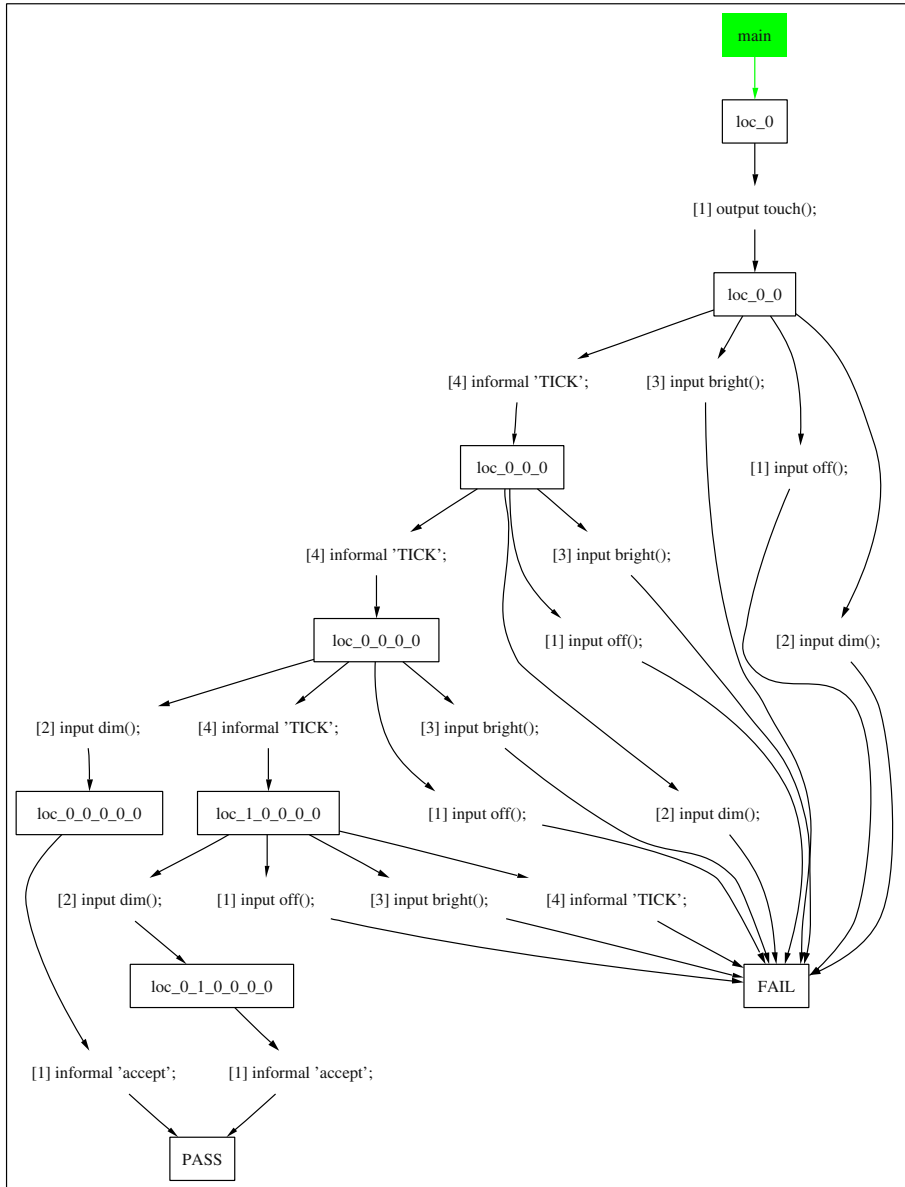 main
loc_0
[1] output touch();
loc_0_0
[4] informal ’TICK’;
[3] input bright();
loc_0_0_0
[1] input off();
[4] informal ’TICK’;
[3] input bright();
loc_0_0_0_0
[1] input off();
[2] input dim();
[2] input dim();
[4] informal ’TICK’;
[3] input bright();
loc_0_0_0_0_0
loc_1_0_0_0_0
[1] input off();
[2] input dim();
[2] input dim();
[1] input off();
[3] input bright();
[4] informal ’TICK’;
loc_0_1_0_0_0_0
FAIL
[1] informal ’accept’;
[1] informal ’accept’;
PASS